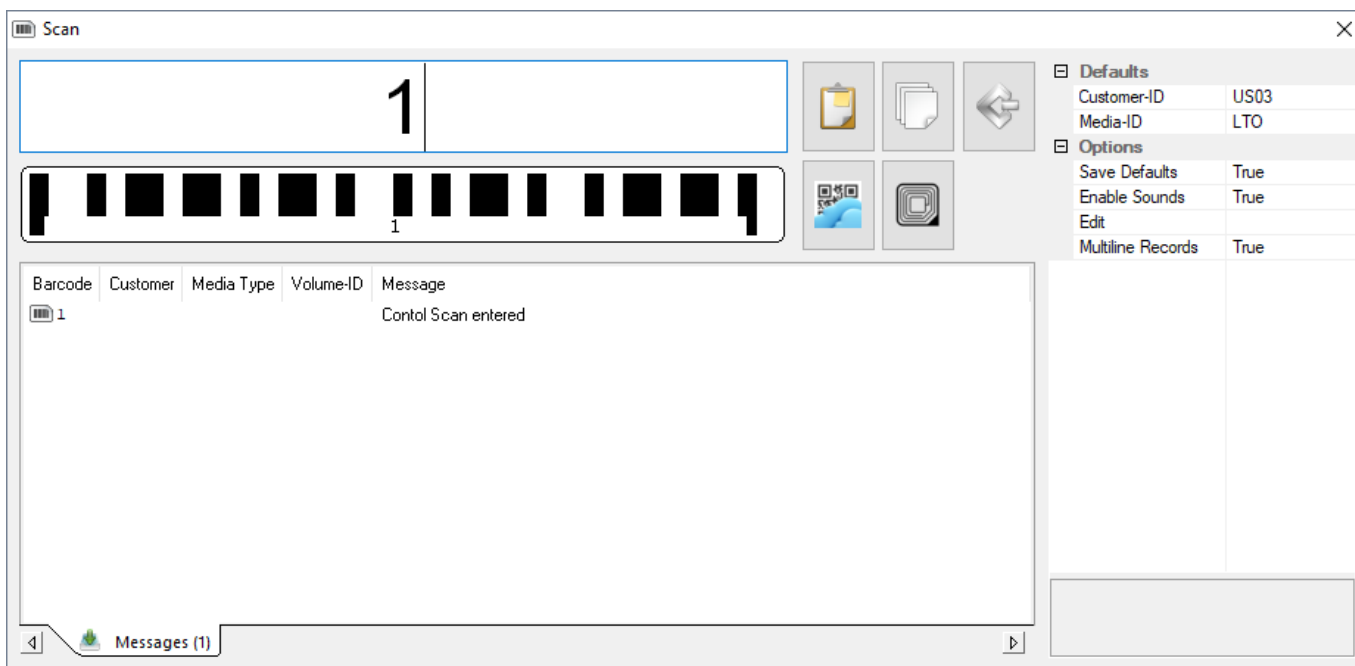 Scan
1
1
Barcode Customer Media Type Volume-ID Message
1 Contol Scan entered
Messages (1)
Defaults
Customer-ID US03
Media-ID LTO
Options
Save Defaults True
Enable Sounds True
Edit
Multiline Records True